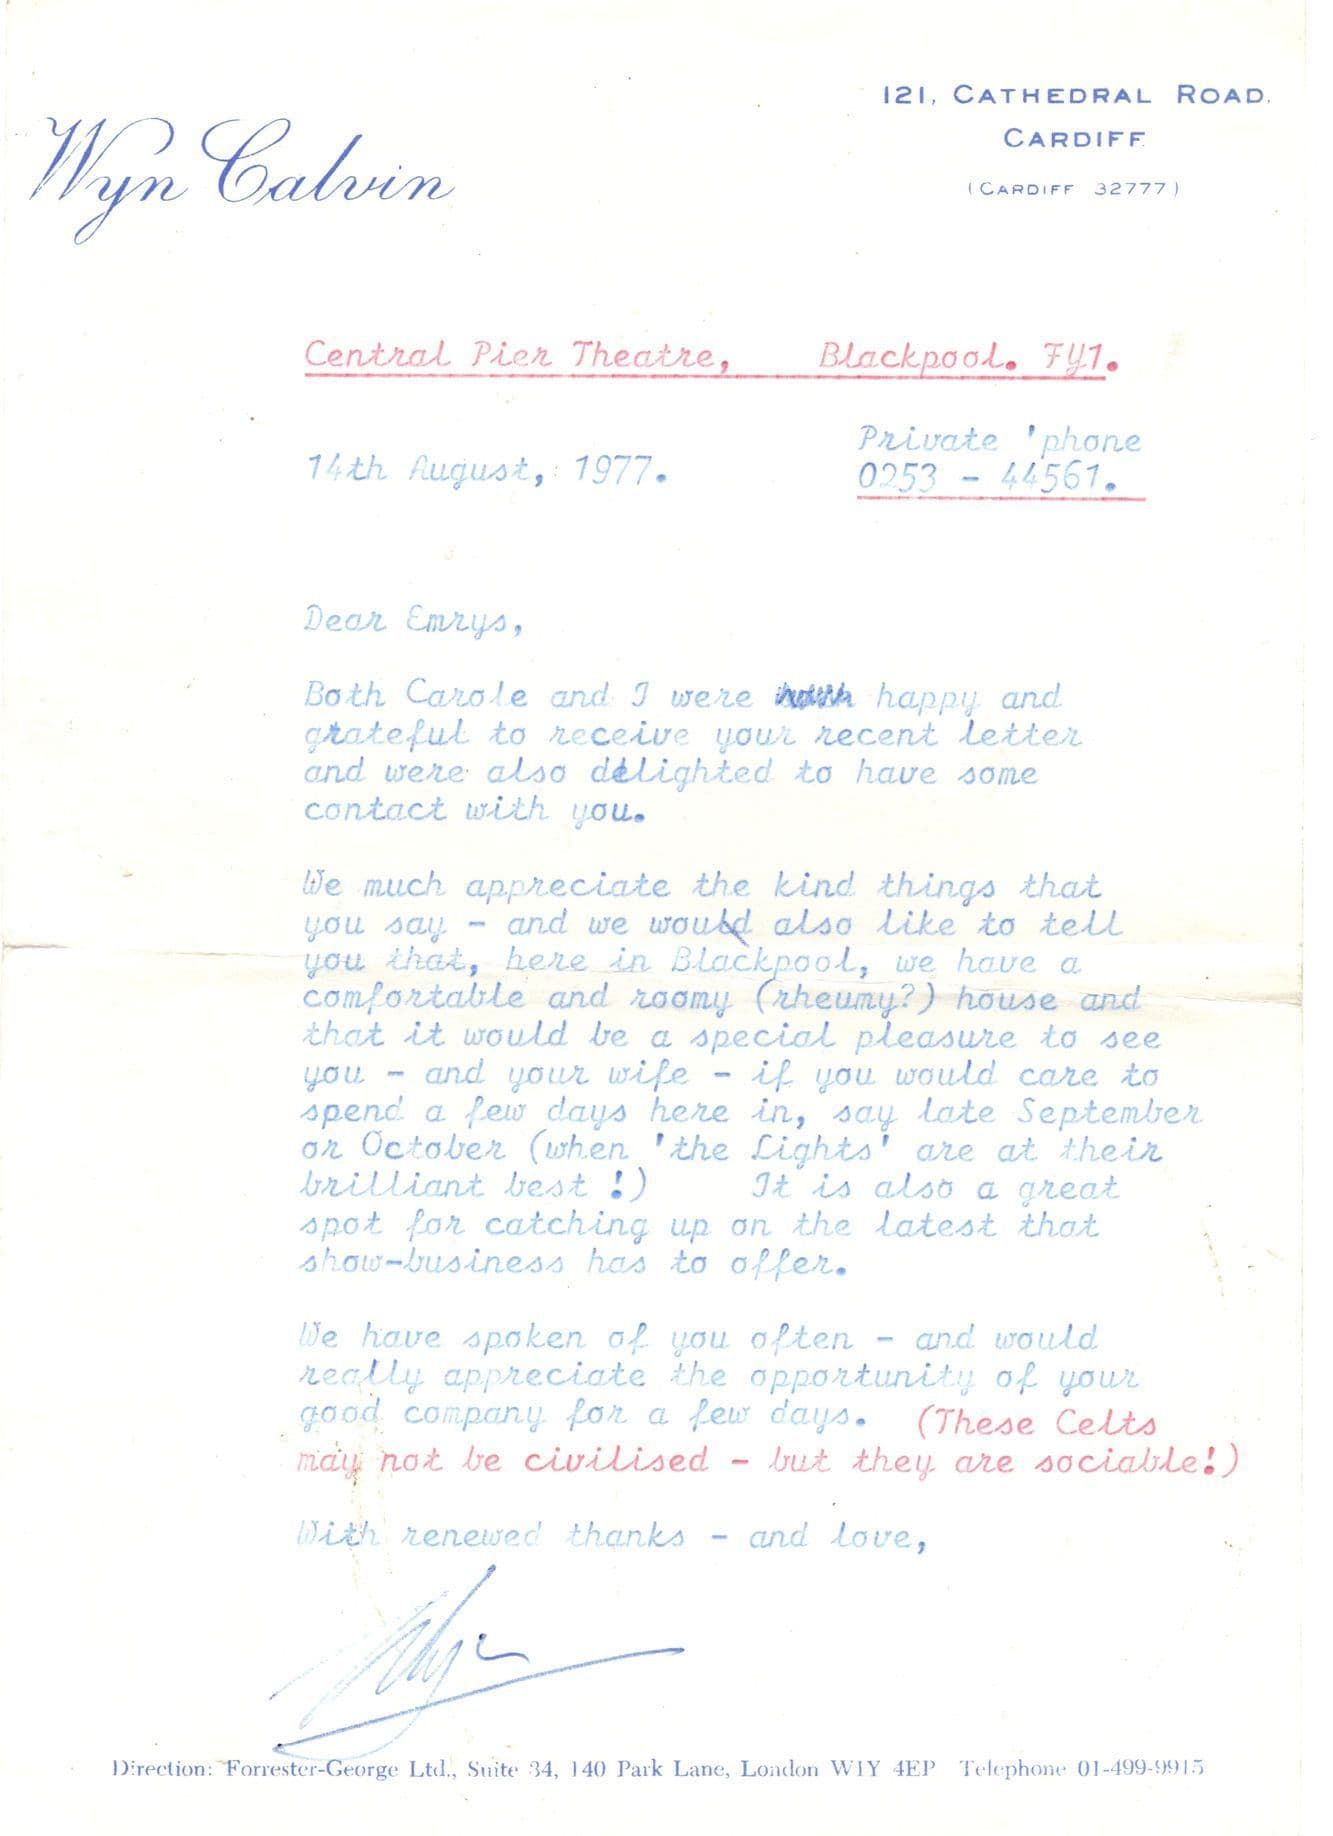 Wyn Calvin
121, CATHEDRAL ROAD.
CARDIFF
(CARDIFF 32777)
Central Pier Theatre, Blackpool. FY1.
Private 'phone
14th August, 1977.
0253 - 44561.
Dear Emrys,
Both Carole and I were happy and
grateful to receive your recent letter
and were also delighted to have some
contact with you.
We much appreciate the kind things that
you say - and we would also like to tell
you that, here in Blackpool, we have a
comfortable and roomy (rheumy?) house and
that it would be a special pleasure to see
you - and your wife - if you would care to
spend a few days here in, say late September
or October (when 'the Lights' are at their
brilliant best !) It is also a great
spot for catching up on the latest that
show-business has to offer.
We have spoken of you often - and would
really appreciate the opportunity of your
good company for a few days. (These Celts
may not be civilised - but they are sociable!)
With renewed thanks - and love,
Wyn
Direction: Forrester-George Ltd., Suite 34, 140 Park Lane, London W1Y 4EP Telephone 01-499-9915